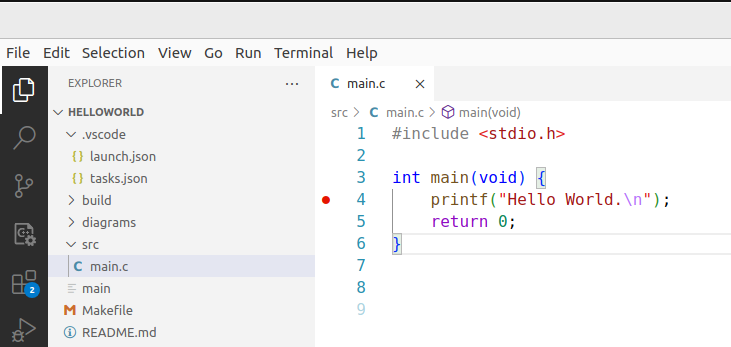 File Edit Selection View Go Run Terminal Help
EXPLORER ···
HELLOWORLD
.vscode
{ } launch.json
{ } tasks.json
build
diagrams
src
C main.c
main
M Makefile
README.md
2
C main.c ×
src > C main.c > main(void)
1 #include <stdio.h>
2
3 int main(void) {
4 printf("Hello World.\n");
5 return 0;
6 }
7
8
9